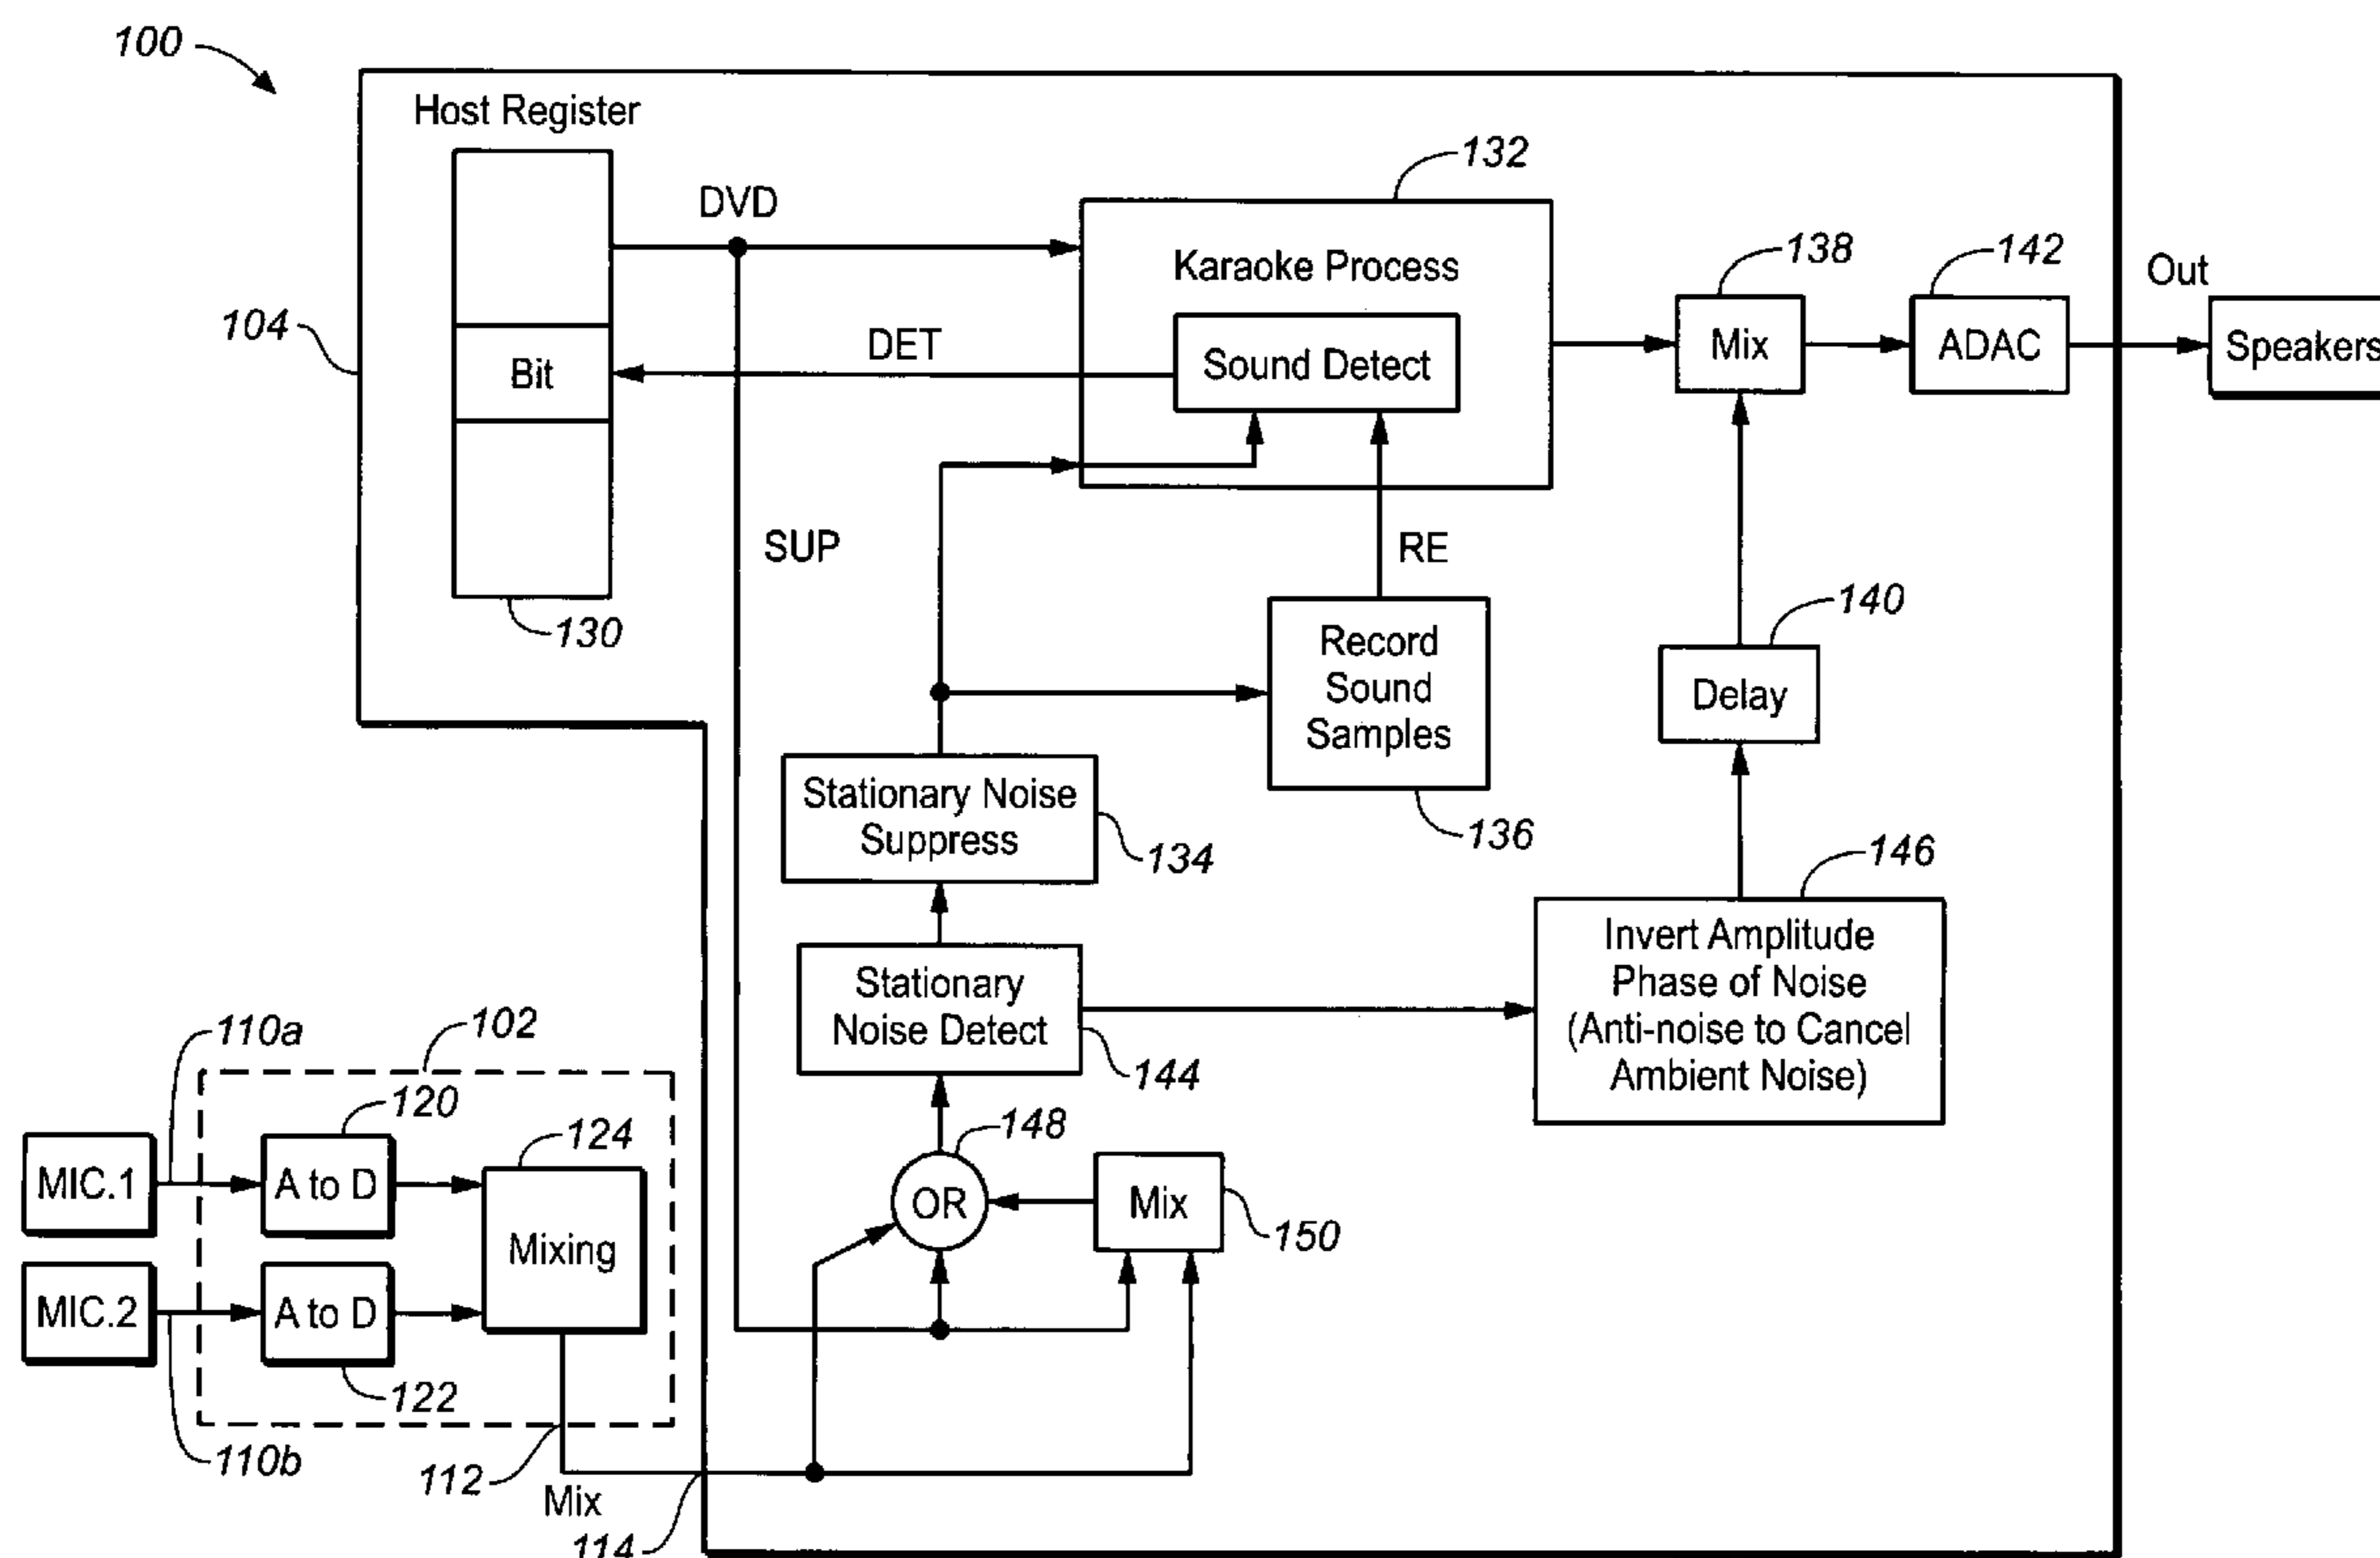 100
Host Register
132
DVD
Karaoke Process
138
142
Out
104
Bit
DET
Sound Detect
Mix
ADAC
Speakers
SUP
RE
130
140
Record
Sound
Samples
Delay
Stationary Noise
Suppress
134
136
146
Invert Amplitude
Phase of Noise
(Anti-noise to Cancel
Ambient Noise)
Stationary
Noise Detect
144
110a
102
120
124
148
MIC.1
A to D
Mixing
OR
Mix
150
MIC.2
A to D
122
110b
112
Mix
114